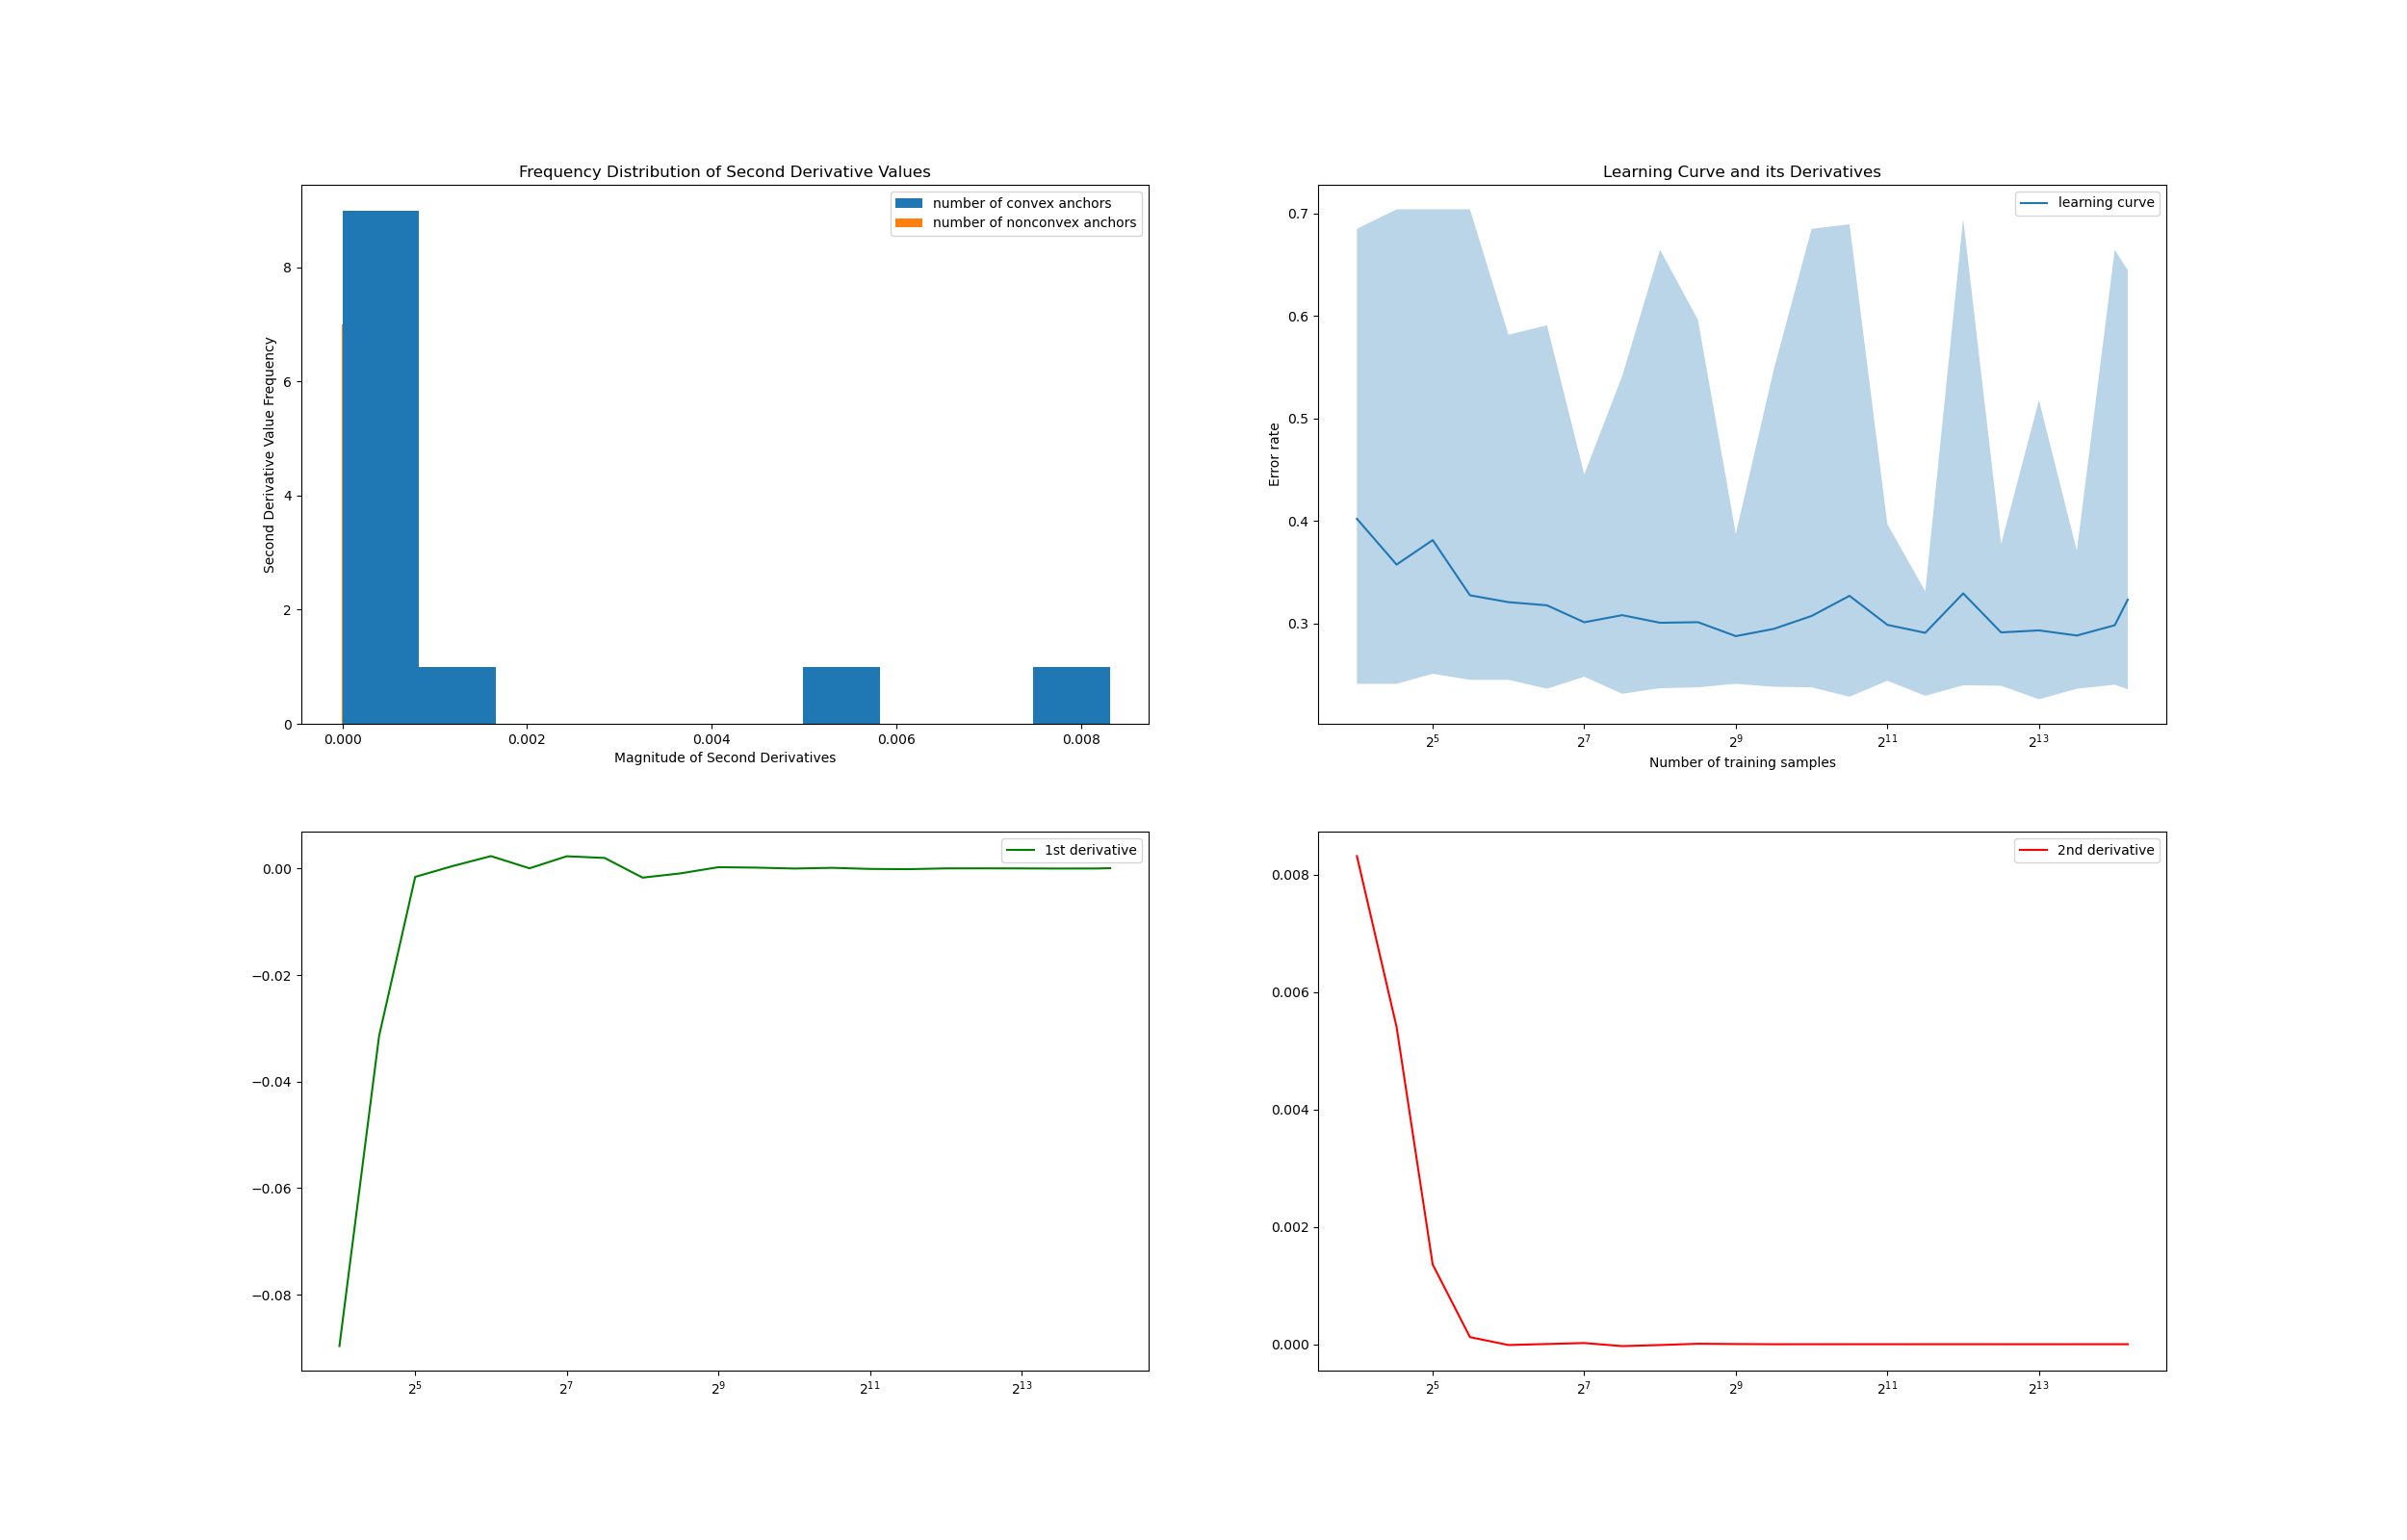 Frequency Distribution of Second Derivative Values
number of convex anchors
number of nonconvex anchors
Second Derivative Value Frequency
8
6
4
2
0
0.000 0.002 0.004 0.006 0.008
Magnitude of Second Derivatives
Learning Curve and its Derivatives
learning curve
Error rate
0.7
0.6
0.5
0.4
0.3
2^5 2^7 2^9 2^11 2^13
Number of training samples
1st derivative
0.00
−0.02
−0.04
−0.06
−0.08
2^5 2^7 2^9 2^11 2^13
2nd derivative
0.008
0.006
0.004
0.002
0.000
2^5 2^7 2^9 2^11 2^13